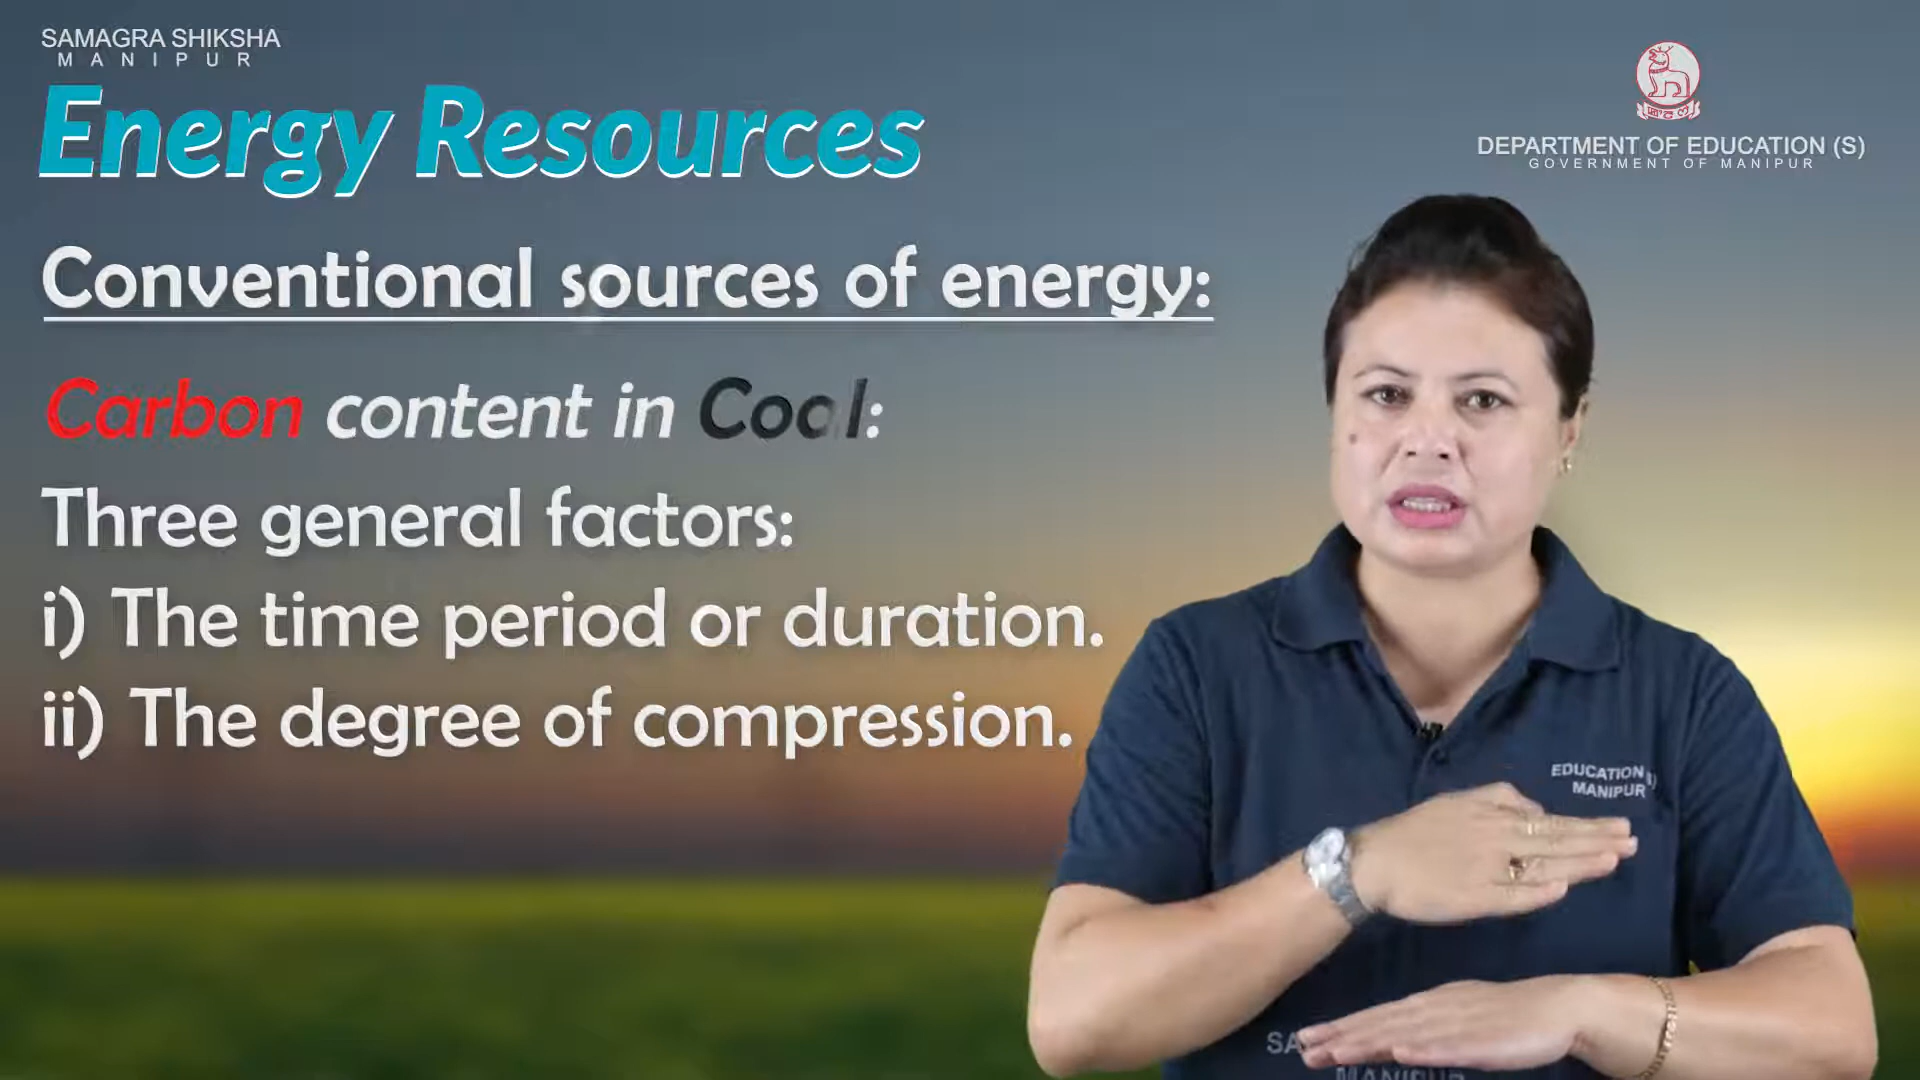 SAMAGRA SHIKSHA
MANIPUR
Energy Resources
DEPARTMENT OF EDUCATION (S)
GOVERNMENT OF MANIPUR
Conventional sources of energy:
Carbon content in Coal:
Three general factors:
i) The time period or duration.
ii) The degree of compression.
EDUCATION
MANIPUR
MANIPUR